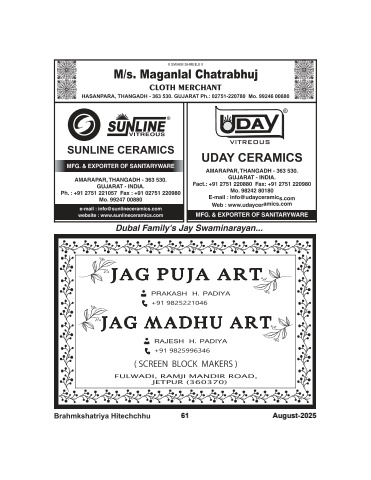 M/s. Maganlal Chatrabhuj
CLOTH MERCHANT
HASANPARA, THANGADH - 363 530. GUJARAT Ph.: 02751-220780 Mo. 99246 00880
SUNLINE®
VITREOUS
SUNLINE CERAMICS
MFG. & EXPORTER OF SANITARYWARE
AMARAPAR, THANGADH - 363 530.
GUJARAT - INDIA.
Ph. : +91 2751 221057 Fax : +91 02751 220980
Mo. 99247 00880
e-mail : info@sunlineceramics.com
website : www.sunlineceramics.com
UDAY®
VITREOUS
UDAY CERAMICS
AMARAPAR, THANGADH - 363 530.
GUJARAT - INDIA.
Fact.: +91 2751 220880 Fax: +91 2751 220980
Mo. 98242 80180
E-mail : info@udayceramics.com
Web : www.udayceramics.com
MFG. & EXPORTER OF SANITARYWARE
Dubal Family's Jay Swaminarayan...
JAG PUJA ART
PRAKASH H. PADIYA
+91 9825221046
JAG MADHU ART
RAJESH H. PADIYA
+91 9825996346
( SCREEN BLOCK MAKERS )
FULWADI, RAMJI MANDIR ROAD,
JETPUR (360370)
Brahmkshatriya Hitechchhu 61 August-2025